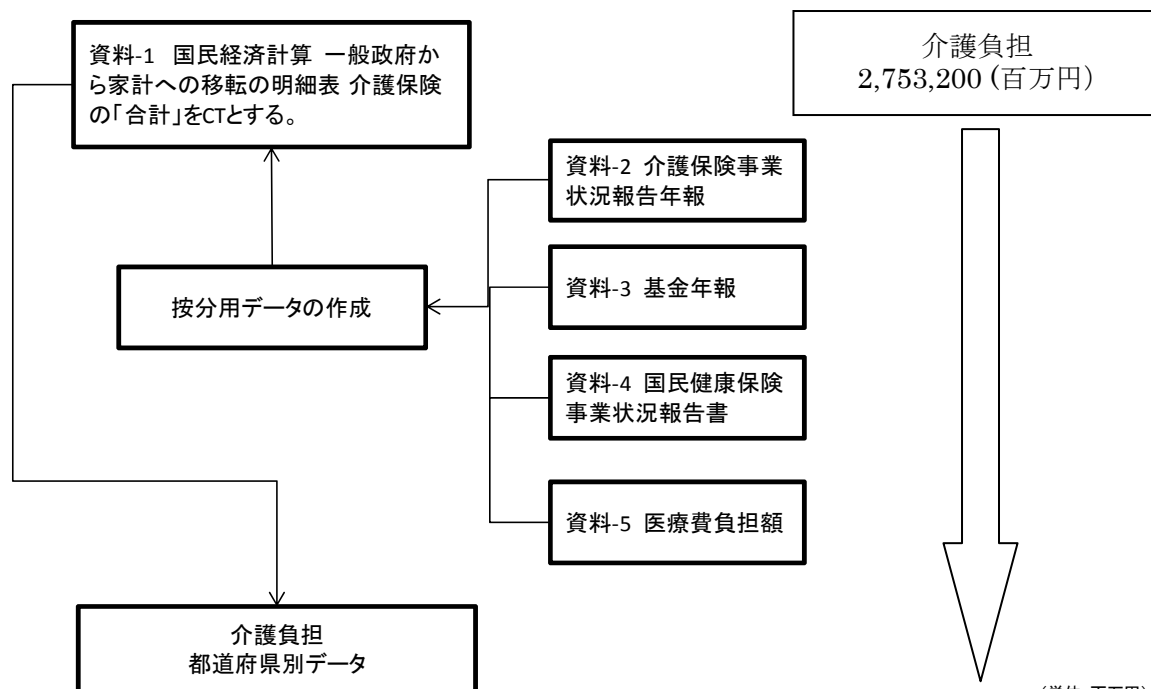 資料-1 国民経済計算 一般政府か
ら家計への移転の明細表 介護保険
の「合計」をCTとする。
介護負担
2,753,200 (百万円)
資料-2 介護保険事業
状況報告年報
按分用データの作成
資料-3 基金年報
資料-4 国民健康保険
事業状況報告書
資料-5 医療費負担額
介護負担
都道府県別データ